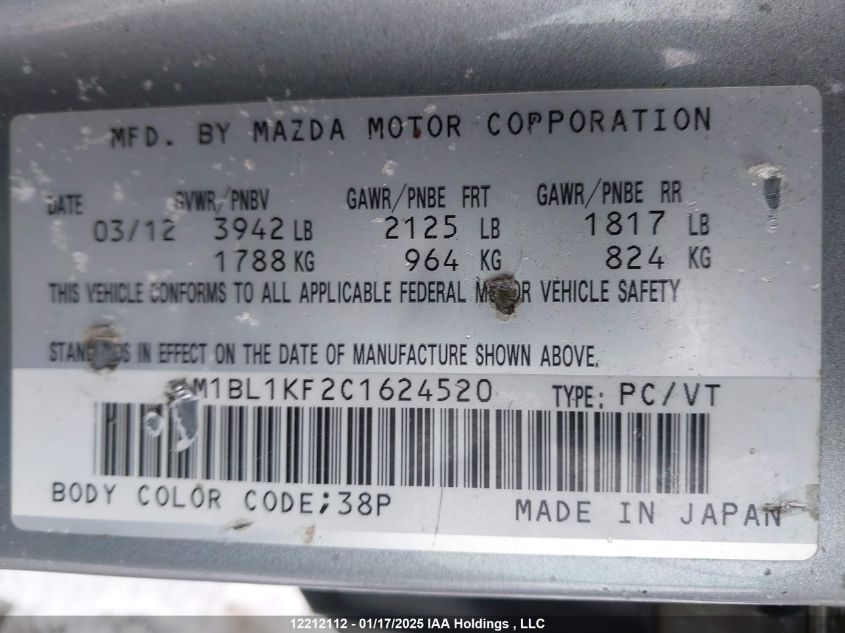 MFD. BY MAZDA MOTOR CORPORATION
DATE GVWR/PNBV GAWR/PNBE FRT GAWR/PNBE RR
03/12 3942 LB 2125 LB 1817 LB
1788 KG 964 KG 824 KG
THIS VEHICLE CONFORMS TO ALL APPLICABLE FEDERAL MOTOR VEHICLE SAFETY
STANDARDS IN EFFECT ON THE DATE OF MANUFACTURE SHOWN ABOVE.
M1BL1KF2C1624520 TYPE: PC/VT
BODY COLOR CODE;38P MADE IN JAPAN
12212112 - 01/17/2025 IAA Holdings , LLC